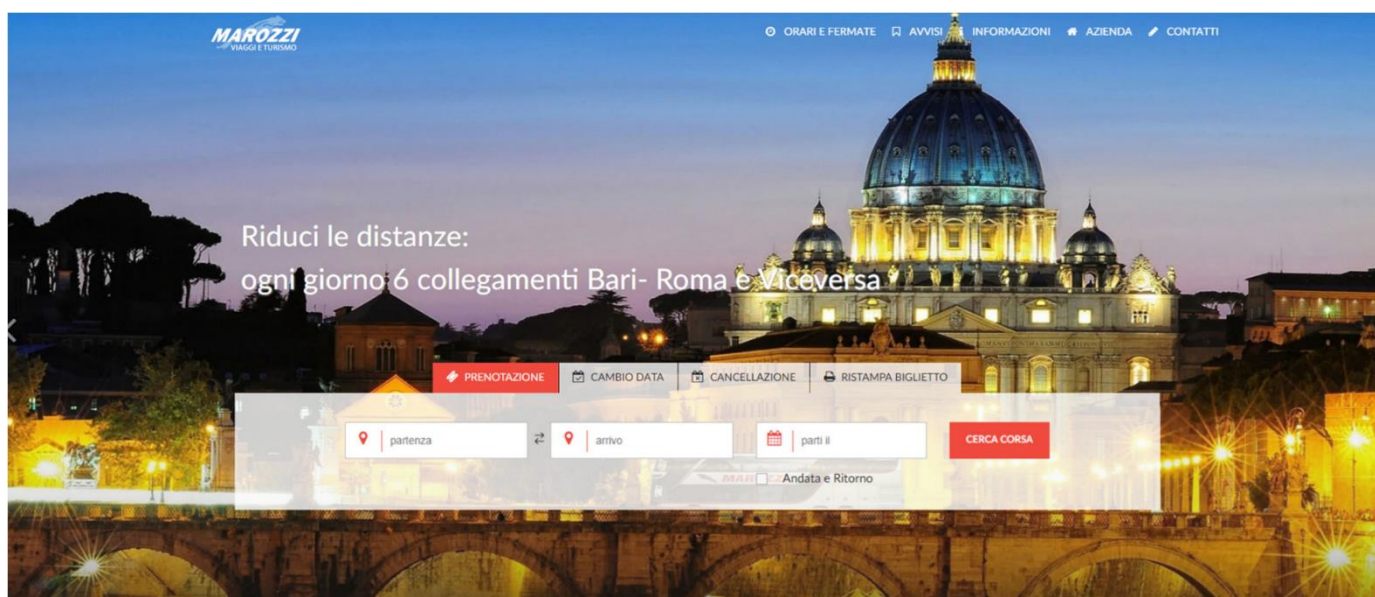 MAROZZI
VIAGGI E TURISMO
ORARI E FERMATE AVVISI INFORMAZIONI AZIENDA CONTATTI
Riduci le distanze:
ogni giorno 6 collegamenti Bari- Roma e Viceversa
PRENOTAZIONE CAMBIO DATA CANCELLAZIONE RISTAMPA BIGLIETTO
partenza arrivo parti il CERCA CORSA
Andata e Ritorno